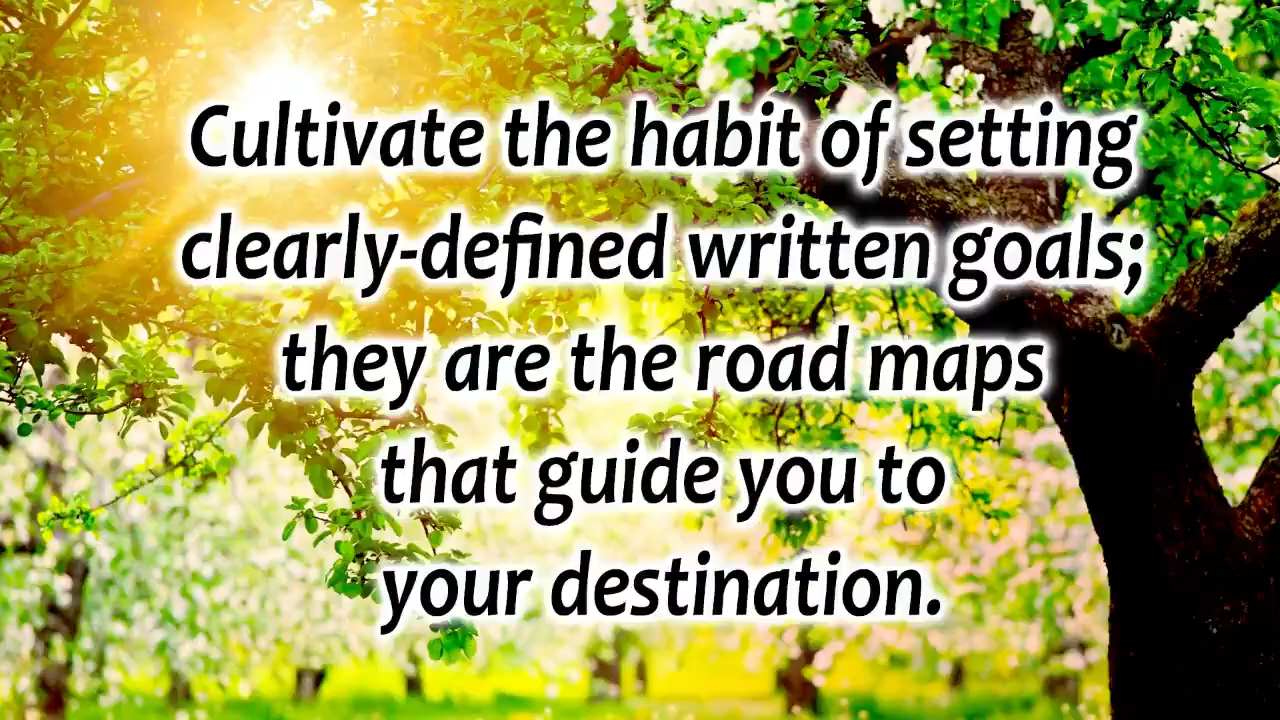 Cultivate the habit of setting
clearly-defined written goals;
they are the road maps
that guide you to
your destination.